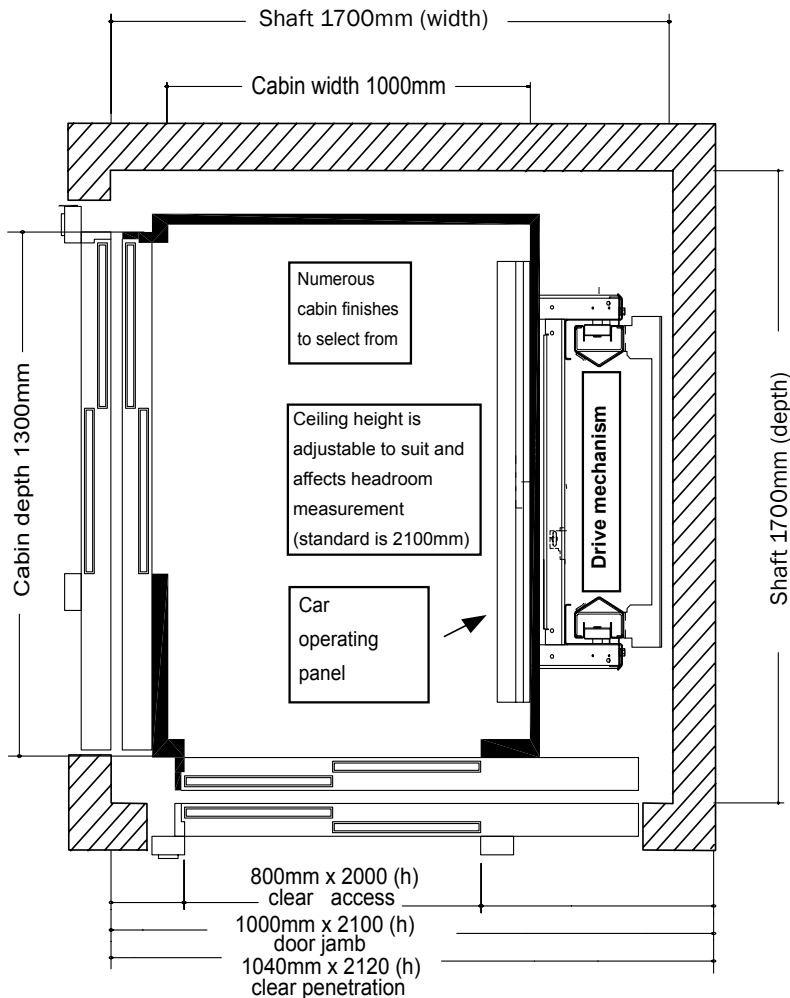 Shaft 1700mm (width)
Cabin width 1000mm
Numerous
cabin finishes
to select from
Ceiling height is
adjustable to suit and
affects headroom
measurement
(standard is 2100mm)
Car
operating
panel
Drive mechanism
Cabin depth 1300mm
Shaft 1700mm (depth)
800mm x 2000 (h)
clear access
1000mm x 2100 (h)
door jamb
1040mm x 2120 (h)
clear penetration